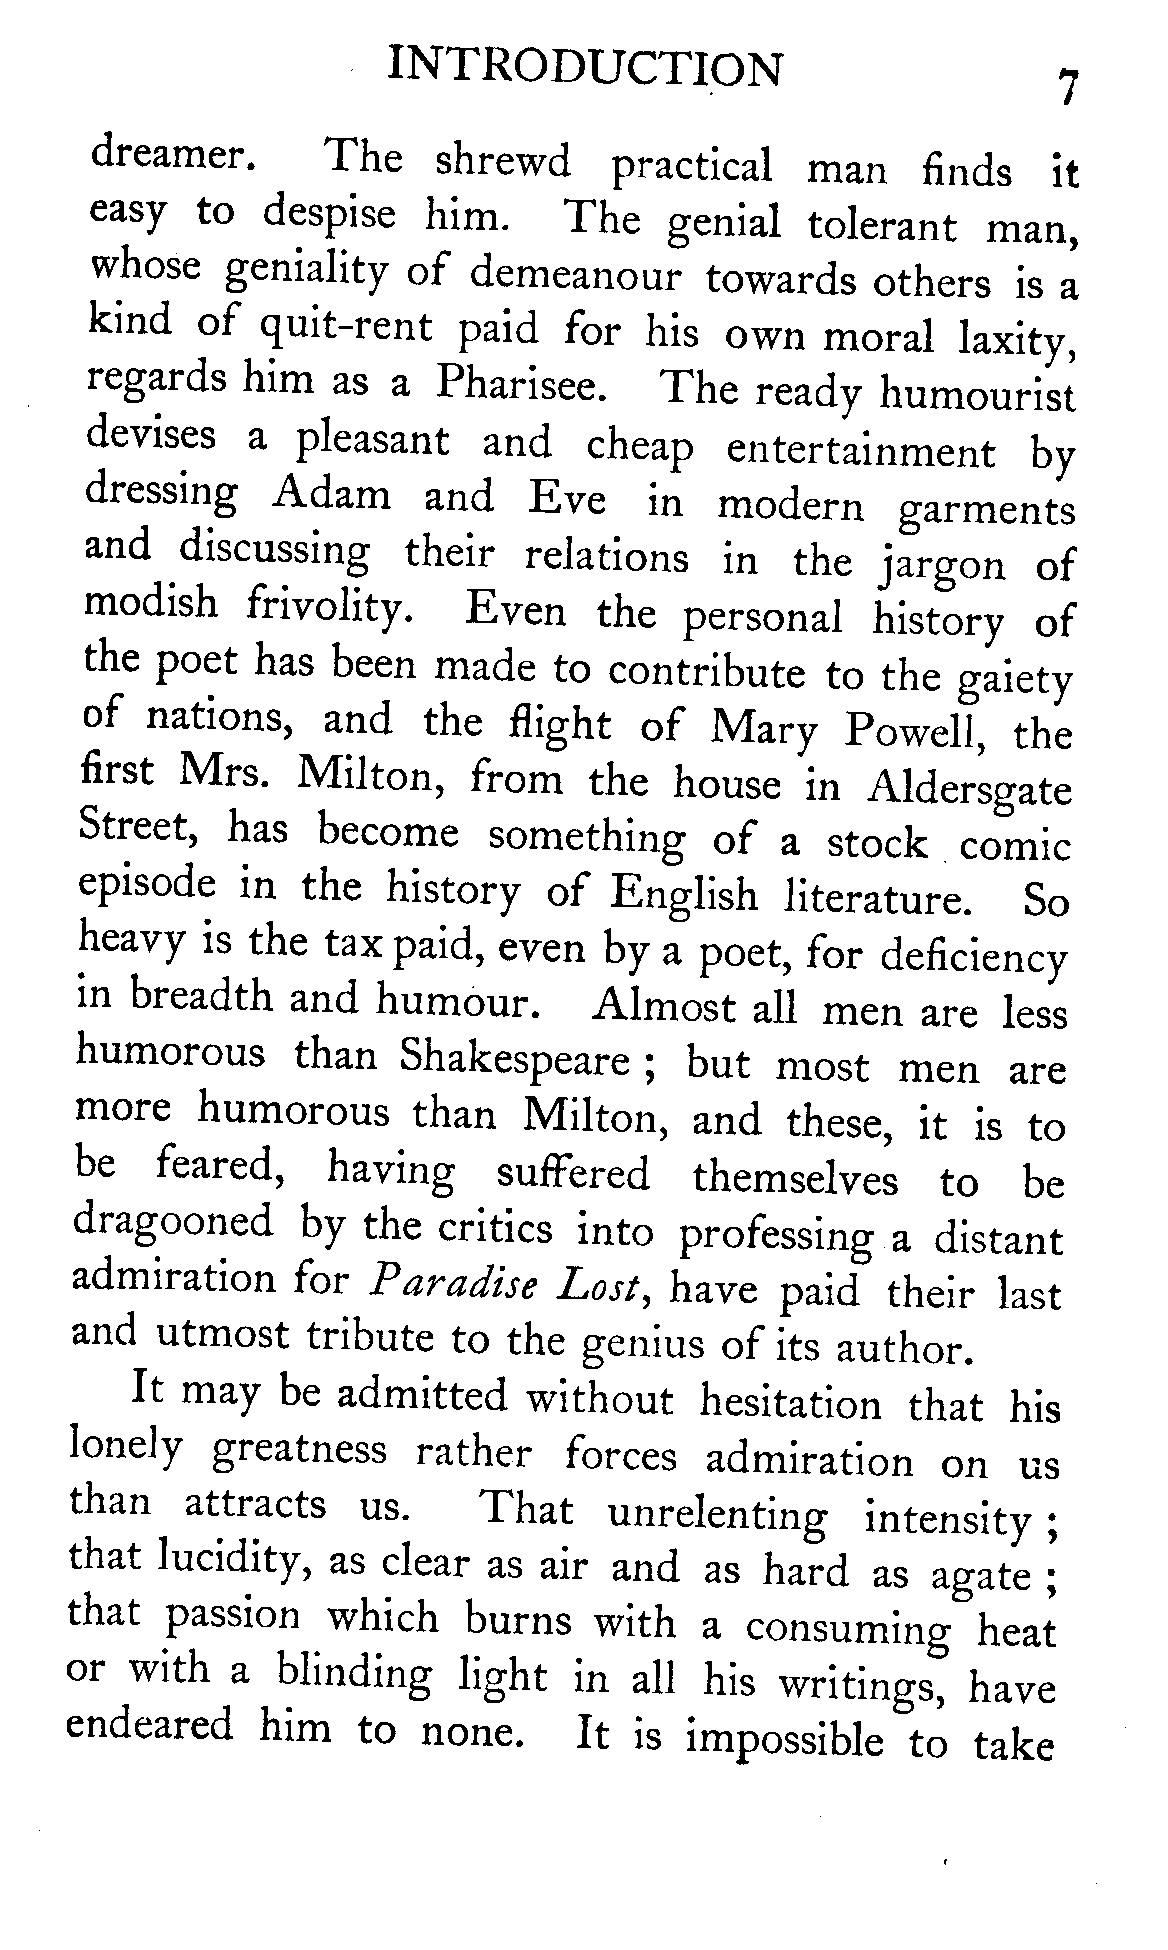 INTRODUCTION 7
dreamer. The shrewd practical man finds it
easy to despise him. The genial tolerant man,
whose geniality of demeanour towards others is a
kind of quit-rent paid for his own moral laxity,
regards him as a Pharisee. The ready humourist
devises a pleasant and cheap entertainment by
dressing Adam and Eve in modern garments
and discussing their relations in the jargon of
modish frivolity. Even the personal history of
the poet has been made to contribute to the gaiety
of nations, and the flight of Mary Powell, the
first Mrs. Milton, from the house in Aldersgate
Street, has become something of a stock comic
episode in the history of English literature. So
heavy is the tax paid, even by a poet, for deficiency
in breadth and humour. Almost all men are less
humorous than Shakespeare ; but most men are
more humorous than Milton, and these, it is to
be feared, having suffered themselves to be
dragooned by the critics into professing a distant
admiration for Paradise Lost, have paid their last
and utmost tribute to the genius of its author.
It may be admitted without hesitation that his
lonely greatness rather forces admiration on us
than attracts us. That unrelenting intensity ;
that lucidity, as clear as air and as hard as agate ;
that passion which burns with a consuming heat
or with a blinding light in all his writings, have
endeared him to none. It is impossible to take